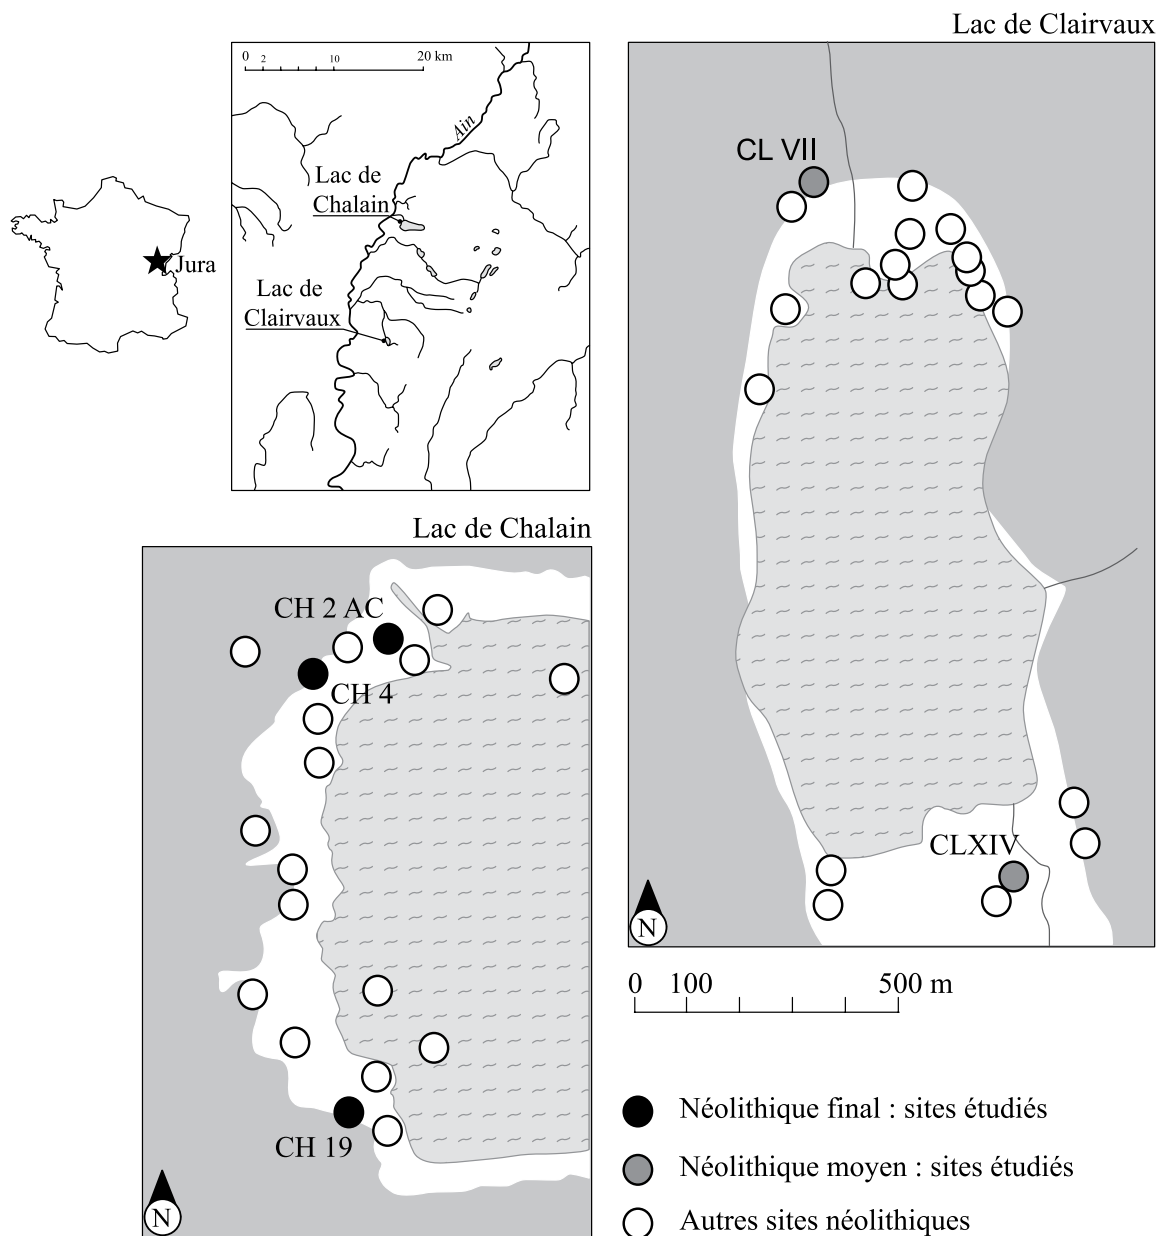 Lac de Clairvaux
0 2 10 20 km
Ain
Lac de
Chalain
Jura
Lac de
Clairvaux
CL VII
CLXIV
N
0 100 500 m
Lac de Chalain
CH 2 AC
CH 4
CH 19
N
Néolithique final : sites étudiés
Néolithique moyen : sites étudiés
Autres sites néolithiques